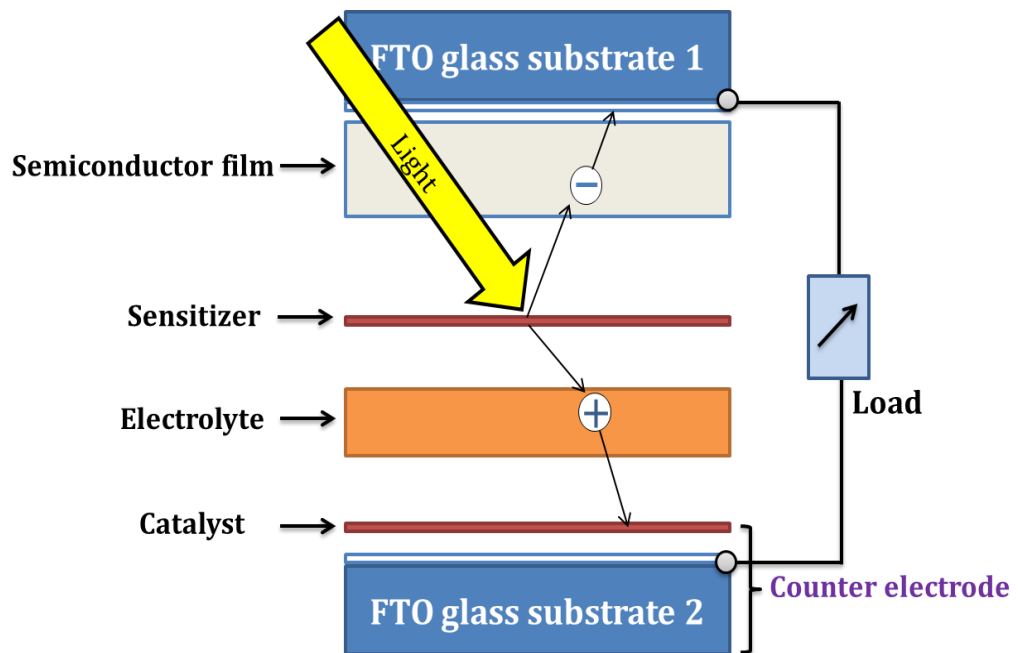 FTO glass substrate 1
Light
Semiconductor film
Sensitizer
Electrolyte
Load
Catalyst
Counter electrode
FTO glass substrate 2